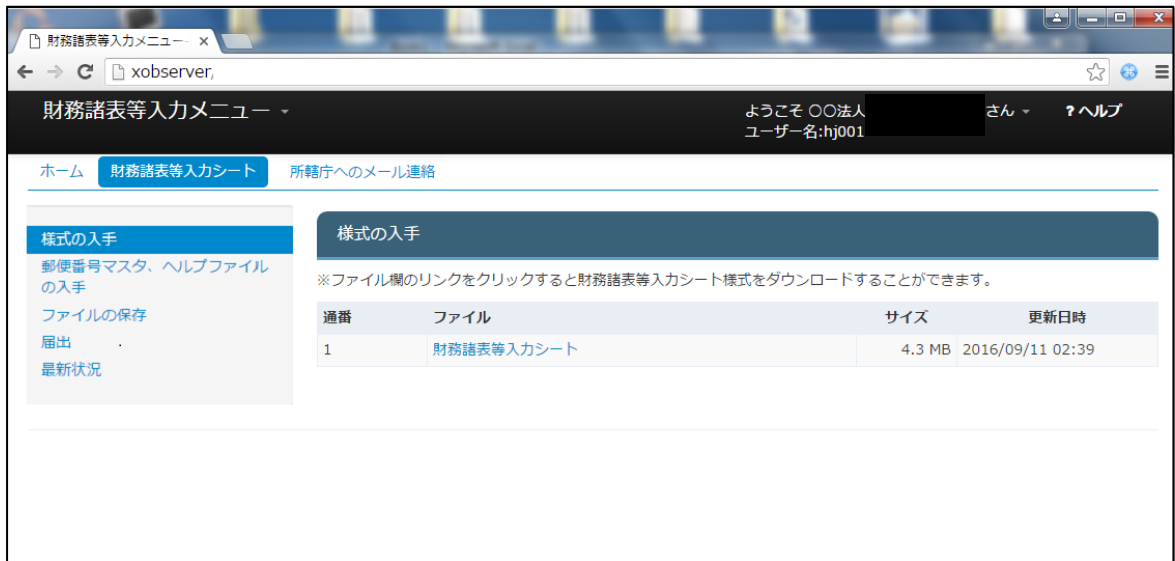 財務諸表等入力メニュー -
xobserver,
財務諸表等入力メニュー
ようこそ 〇〇法人 さん
ユーザー名:hj001
?ヘルプ
ホーム 財務諸表等入力シート 所轄庁へのメール連絡
様式の入手
郵便番号マスタ、ヘルプファイル
の入手
ファイルの保存
届出
最新状況
様式の入手
※ファイル欄のリンクをクリックすると財務諸表等入力シート様式をダウンロードすることができます。
通番 ファイル サイズ 更新日時
1 財務諸表等入力シート 4.3 MB 2016/09/11 02:39